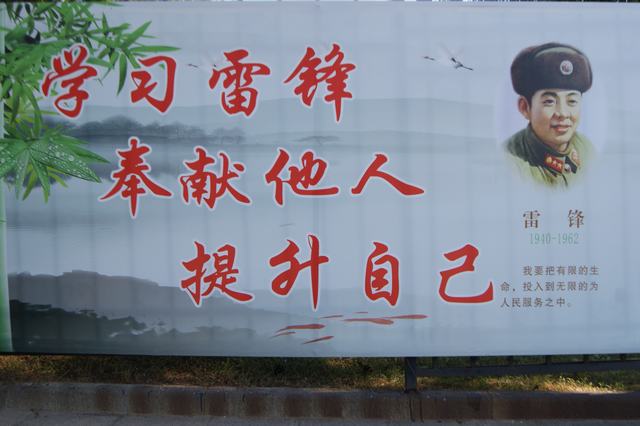 学习雷锋
奉献他人
提升自己
雷锋
1940-1962
我要把有限的生
命，投入到无限的为
人民服务之中。